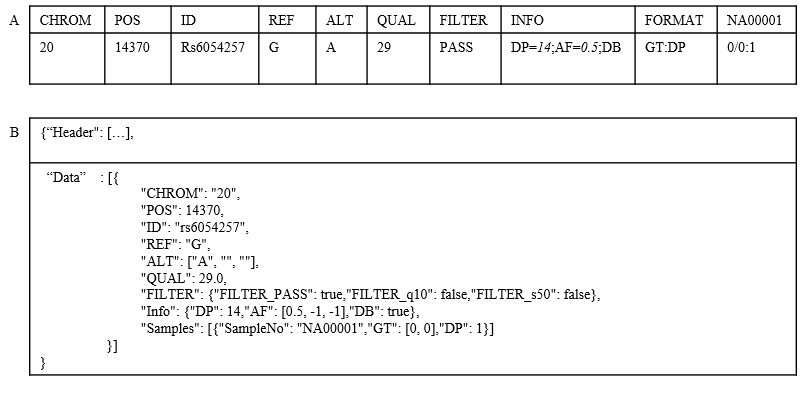 A CHROM POS ID REF ALT QUAL FILTER INFO FORMAT NA00001
20 14370 Rs6054257 G A 29 PASS DP=14;AF=0.5;DB GT:DP 0/0:1
B {“Header": […],
“Data” : [{
"CHROM": "20",
"POS": 14370,
"ID": "rs6054257",
"REF": "G",
"ALT": ["A", "", ""],
"QUAL": 29.0,
"FILTER": {"FILTER_PASS": true,"FILTER_q10": false,"FILTER_s50": false},
"Info": {"DP": 14,"AF": [0.5, -1, -1],"DB": true},
"Samples": [{"SampleNo": "NA00001","GT": [0, 0],"DP": 1}]
}]
}